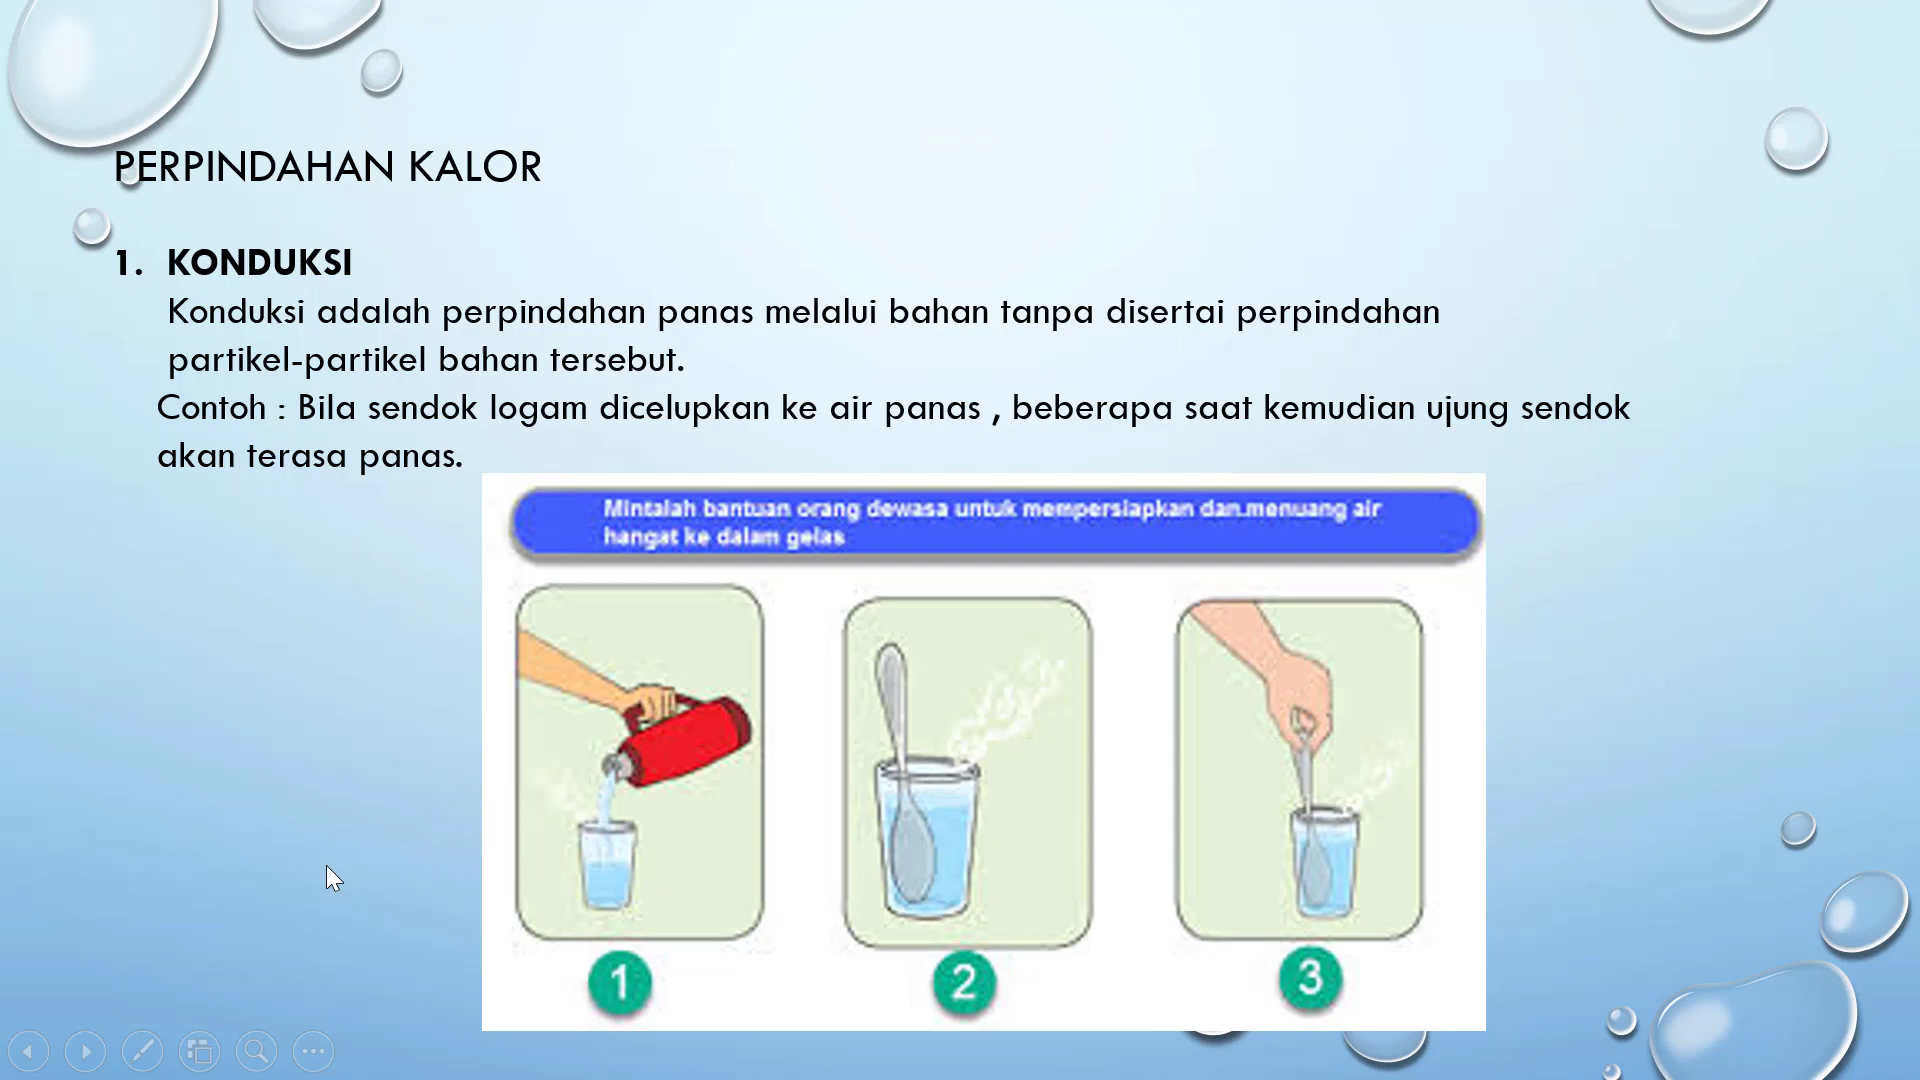 PERPINDAHAN KALOR
1. KONDUKSI
Konduksi adalah perpindahan panas melalui bahan tanpa disertai perpindahan
partikel-partikel bahan tersebut.
Contoh : Bila sendok logam dicelupkan ke air panas , beberapa saat kemudian ujung sendok
akan terasa panas.
Mintalah bantuan orang dewasa untuk mempersiapkan dan.menuang air
hangat ke dalam gelas
1 2 3